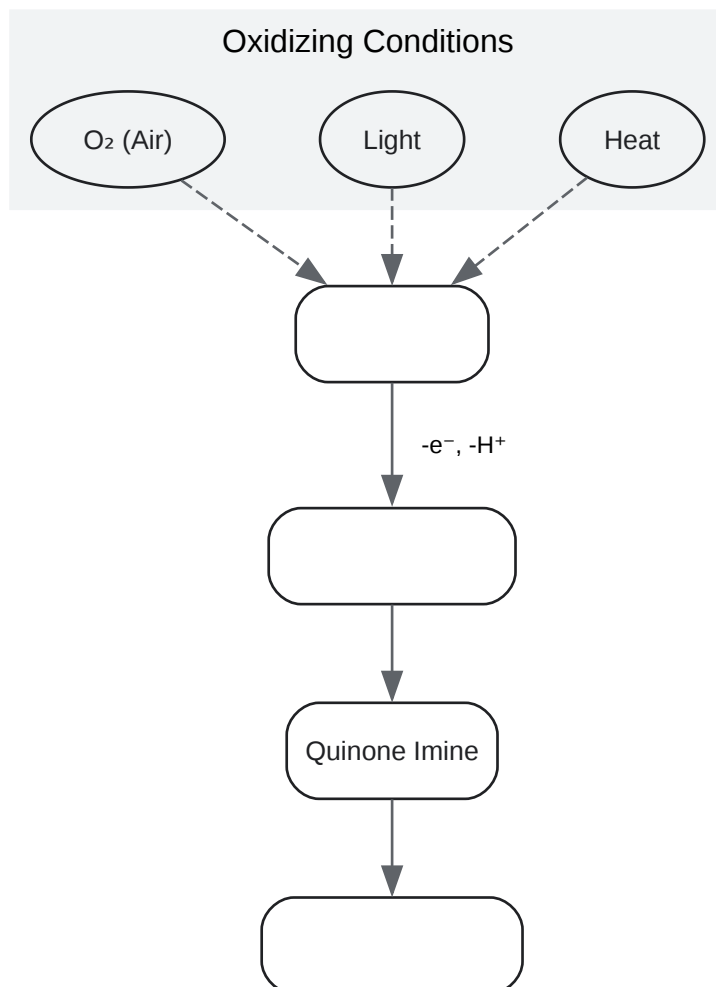 Oxidizing Conditions
O₂ (Air)
Light
Heat
-e⁻, -H⁺
Quinone Imine